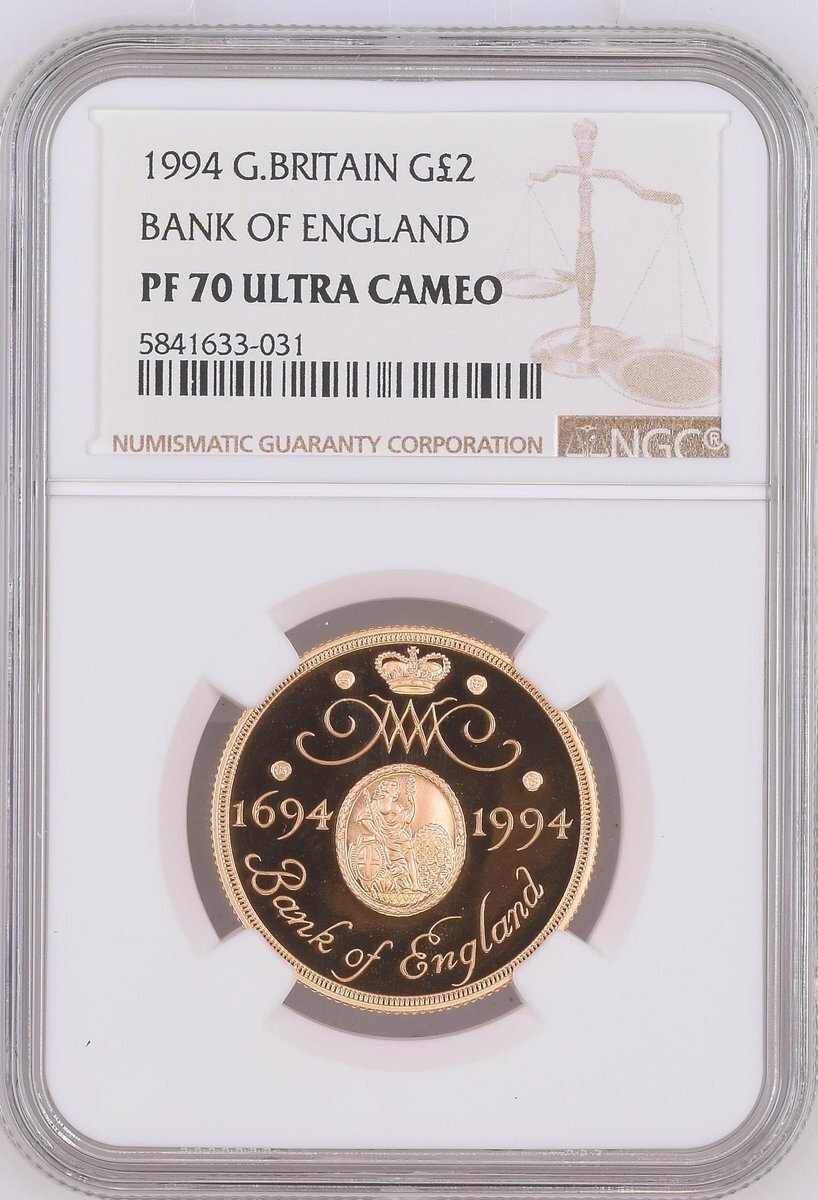 1994 G.BRITAIN G£2
BANK OF ENGLAND
PF 70 ULTRA CAMEO
5841633-031
NUMISMATIC GUARANTY CORPORATION
NGC®
1694 1994
Bank of England